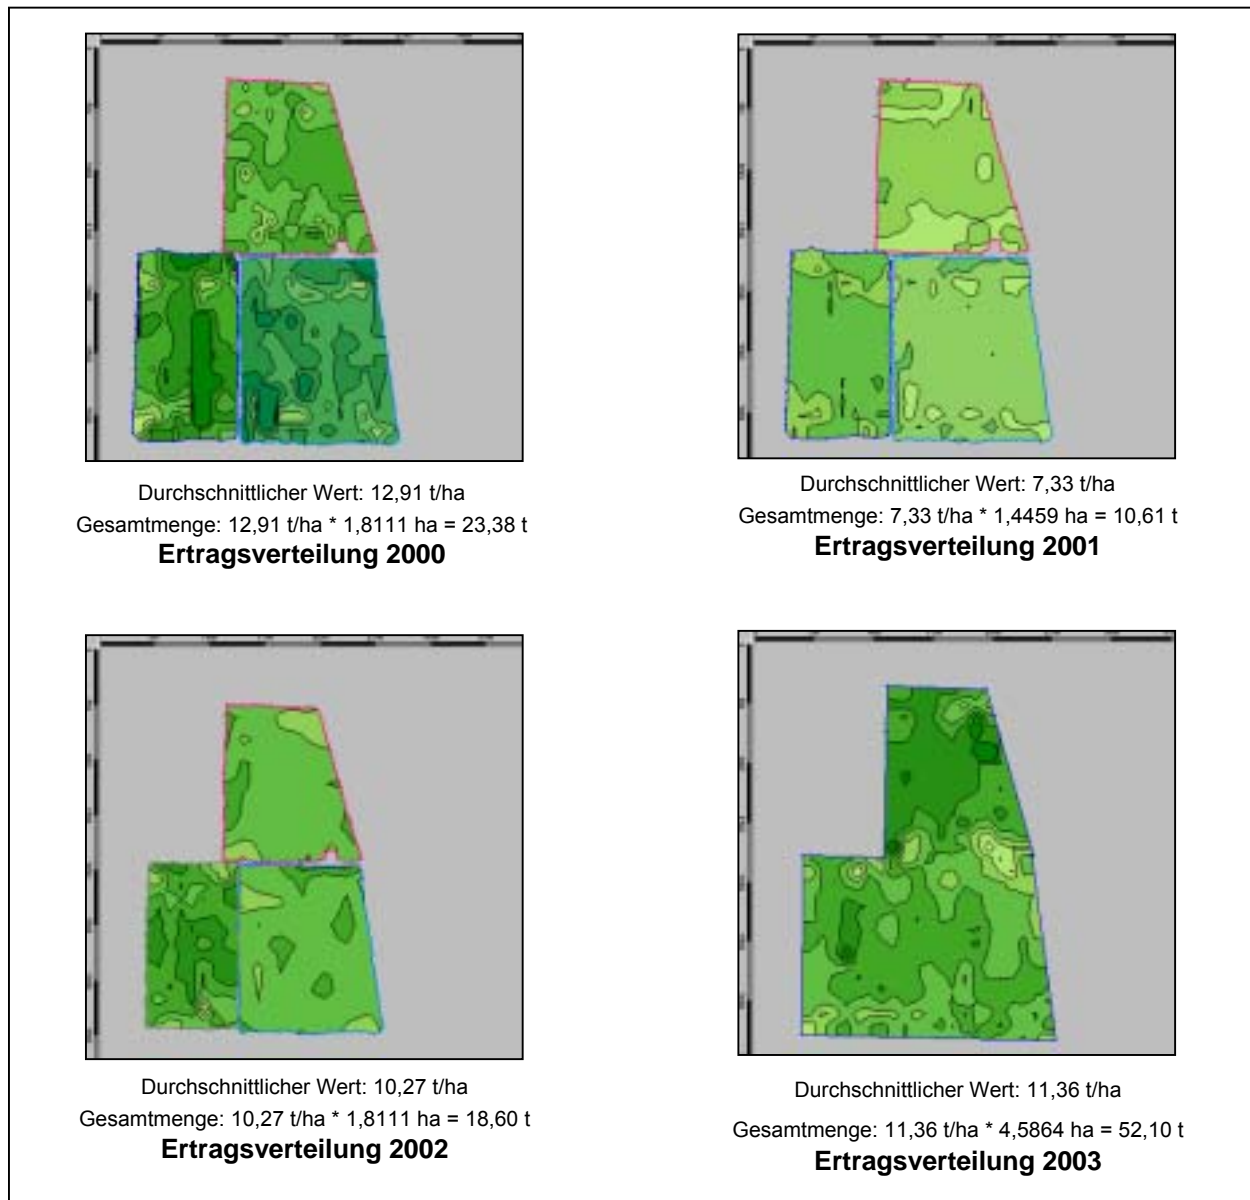 Durchschnittlicher Wert: 12,91 t/ha
Gesamtmenge: 12,91 t/ha * 1,8111 ha = 23,38 t
Ertragsverteilung 2000
Durchschnittlicher Wert: 7,33 t/ha
Gesamtmenge: 7,33 t/ha * 1,4459 ha = 10,61 t
Ertragsverteilung 2001
Durchschnittlicher Wert: 10,27 t/ha
Gesamtmenge: 10,27 t/ha * 1,8111 ha = 18,60 t
Ertragsverteilung 2002
Durchschnittlicher Wert: 11,36 t/ha
Gesamtmenge: 11,36 t/ha * 4,5864 ha = 52,10 t
Ertragsverteilung 2003